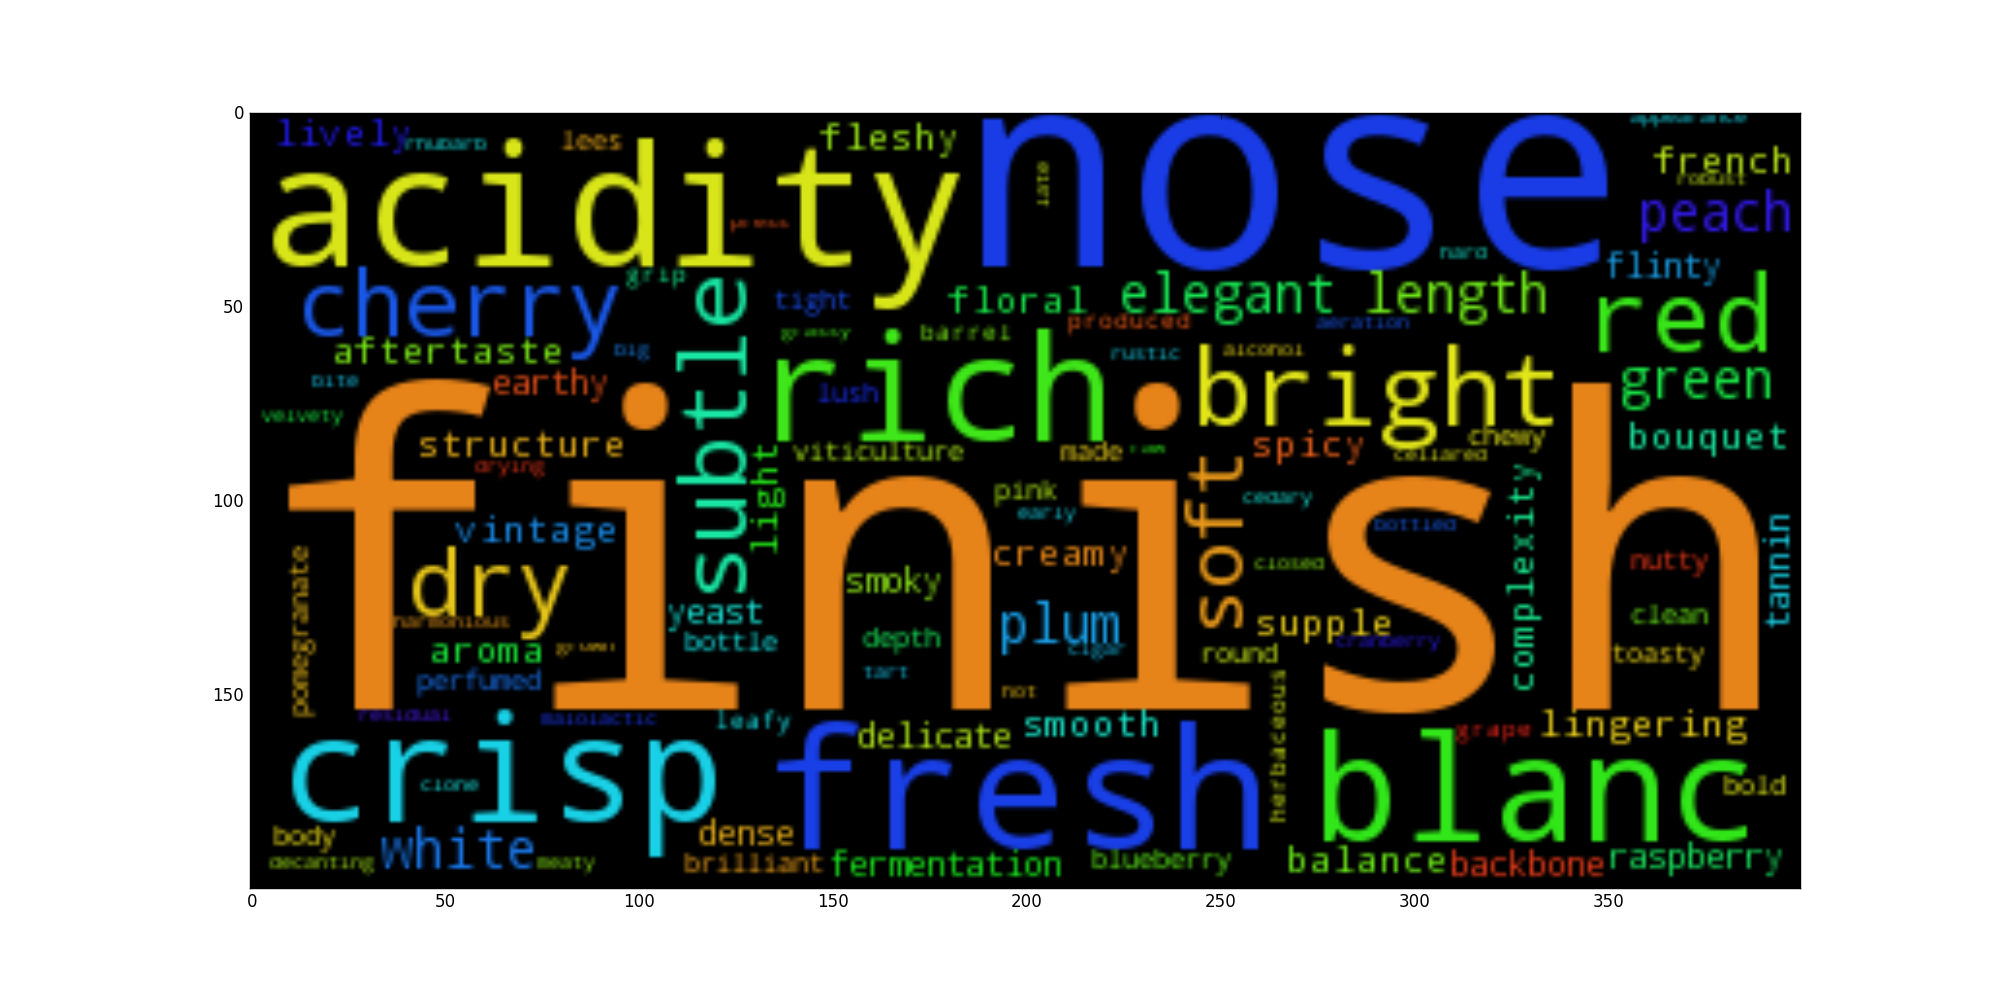 0
lively
rhubarb
lees
fleshy
nose
appearance
french
robust
acidity
late
peach
press
hard
flinty
50
cherry
grip
subtle
tight
floral
elegant
length
red
aftertaste
big
grassy
barrel
produced
rustic
aeration
alcohol
bright
bite
earthy
rich
lush
green
velvety
structure
drying
light
viticulture
made
spicy
chewy
cellared
bouquet
100
finish
vintage
pink
early
soft
cedary
bottled
complexity
tannin
pomegranate
dry
harmonious
creamy
closed
nutty
smoky
yeast
bottle
plum
cigar
supple
cranberry
clean
aroma
depth
round
toasty
perfumed
tart
not
150
residual
malolactic
leafy
delicate
smooth
herbaceous
grape
lingering
crisp
clone
fresh
blanc
bold
body
white
dense
decanting
meaty
brilliant
fermentation
blueberry
balance
backbone
raspberry
0 50 100 150 200 250 300 350